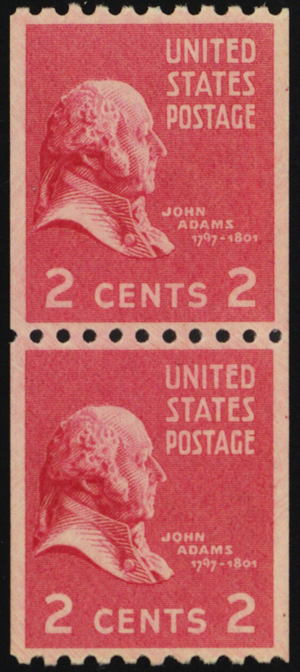 UNITED
STATES
POSTAGE
JOHN
ADAMS
1797-1801
2 CENTS 2
UNITED
STATES
POSTAGE
JOHN
ADAMS
1797-1801
2 CENTS 2